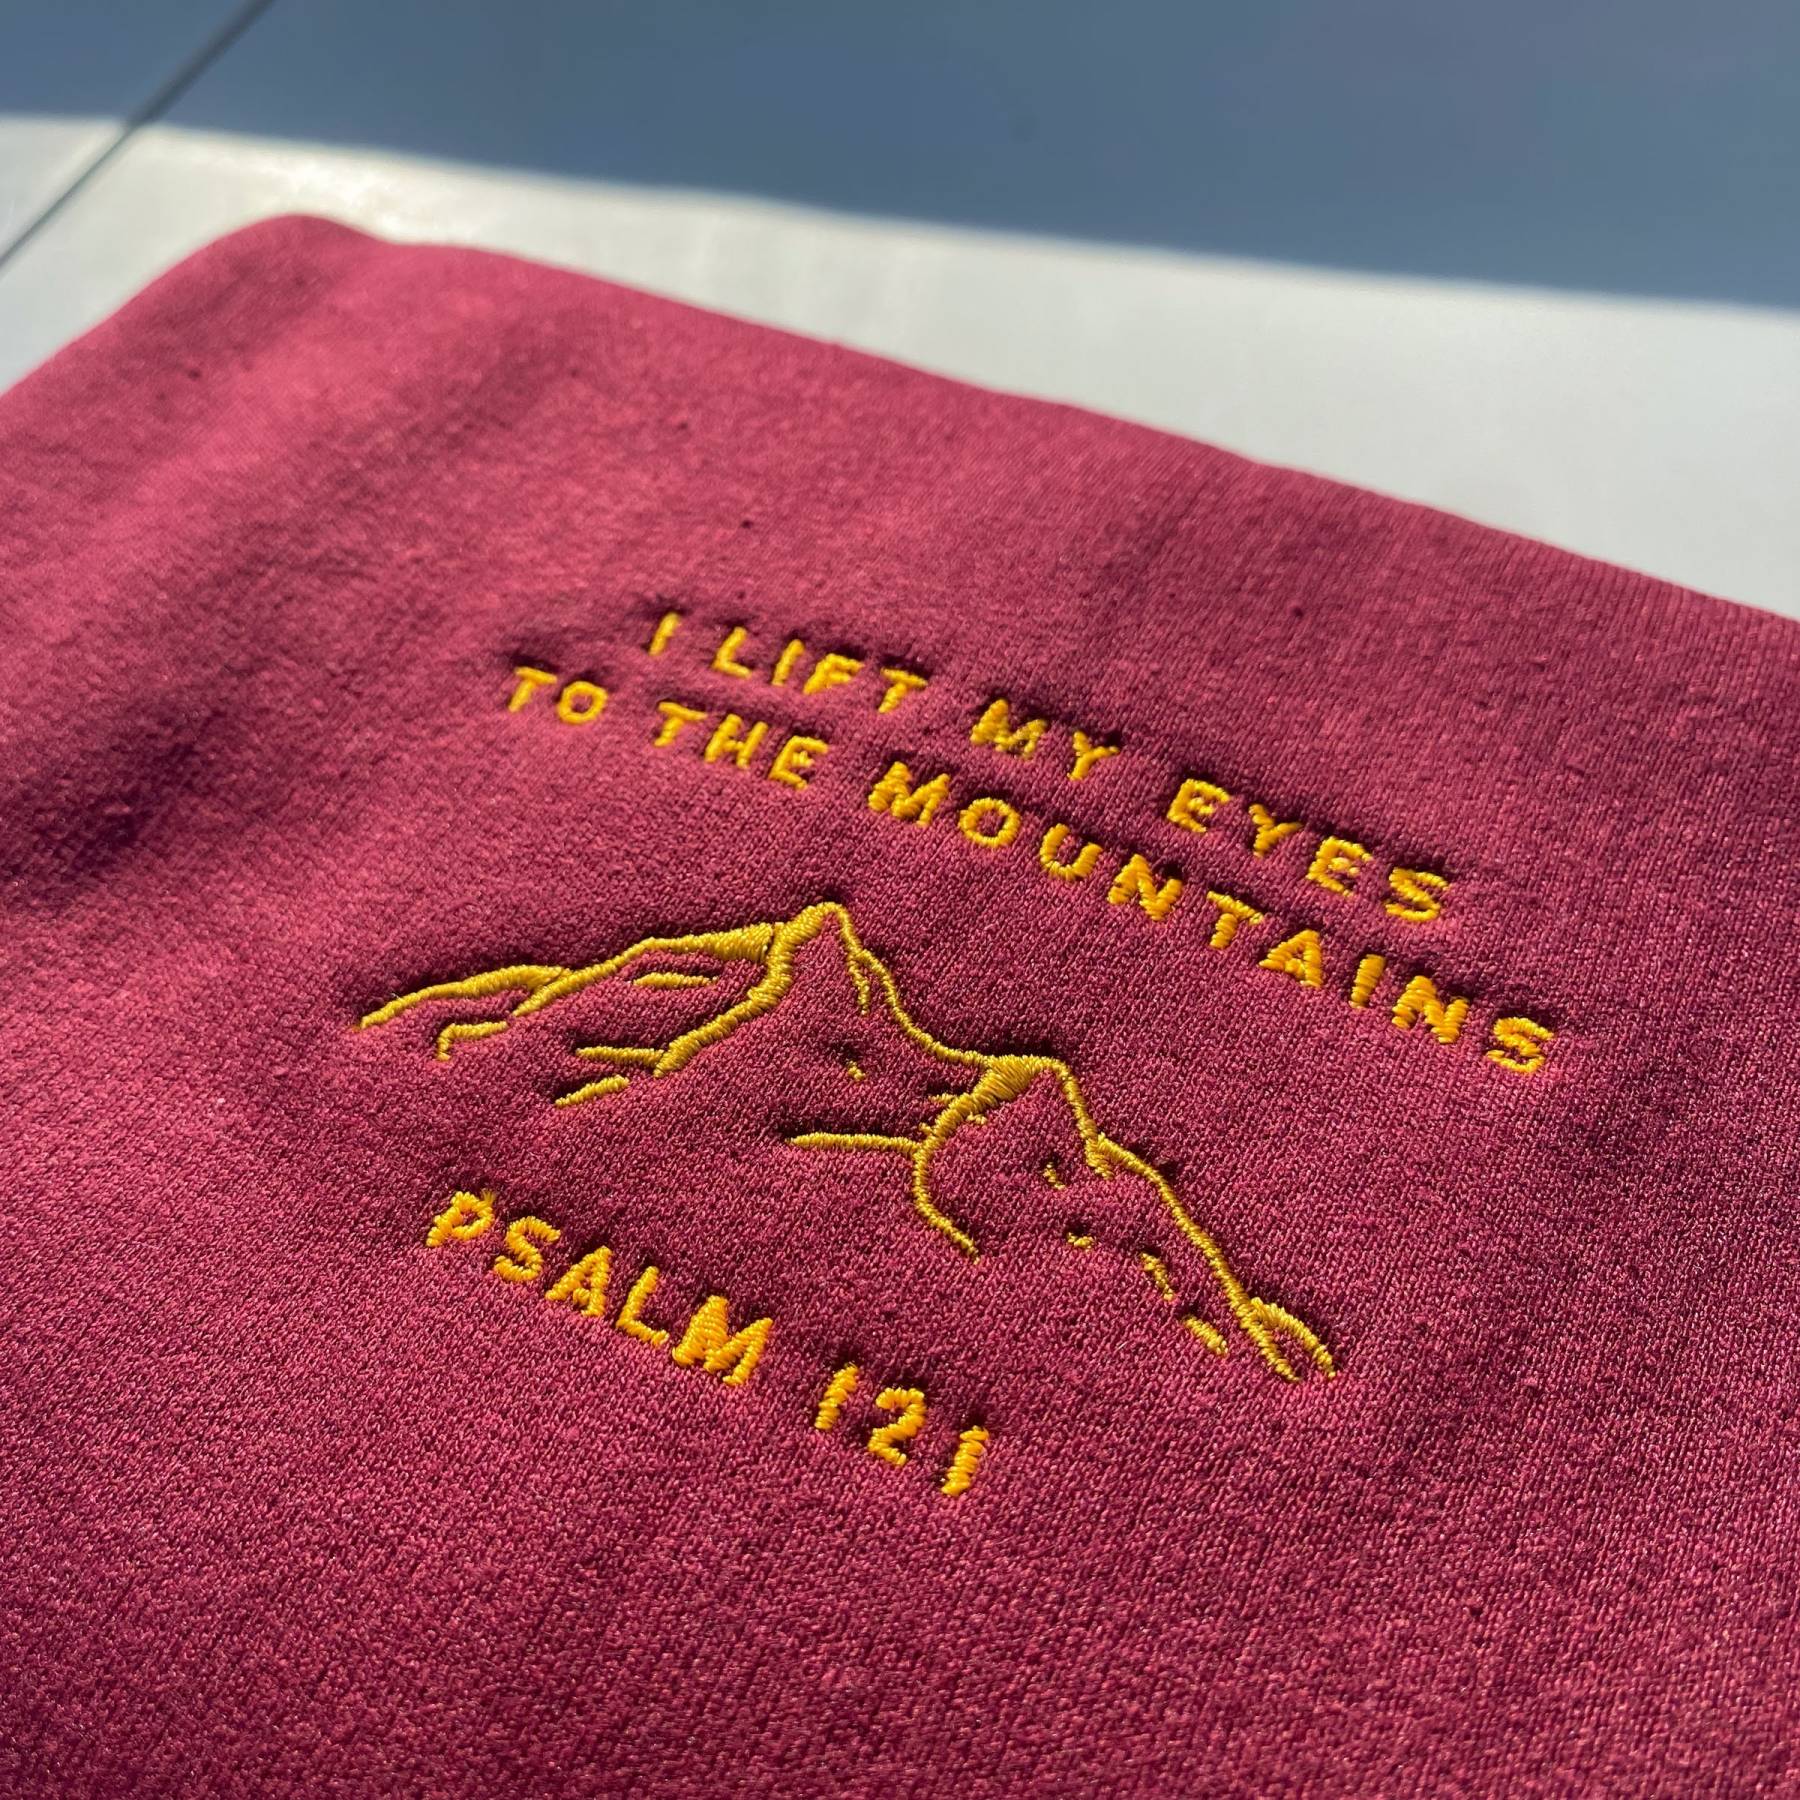 I LIFT MY EYES
TO THE MOUNTAINS
PSALM 121